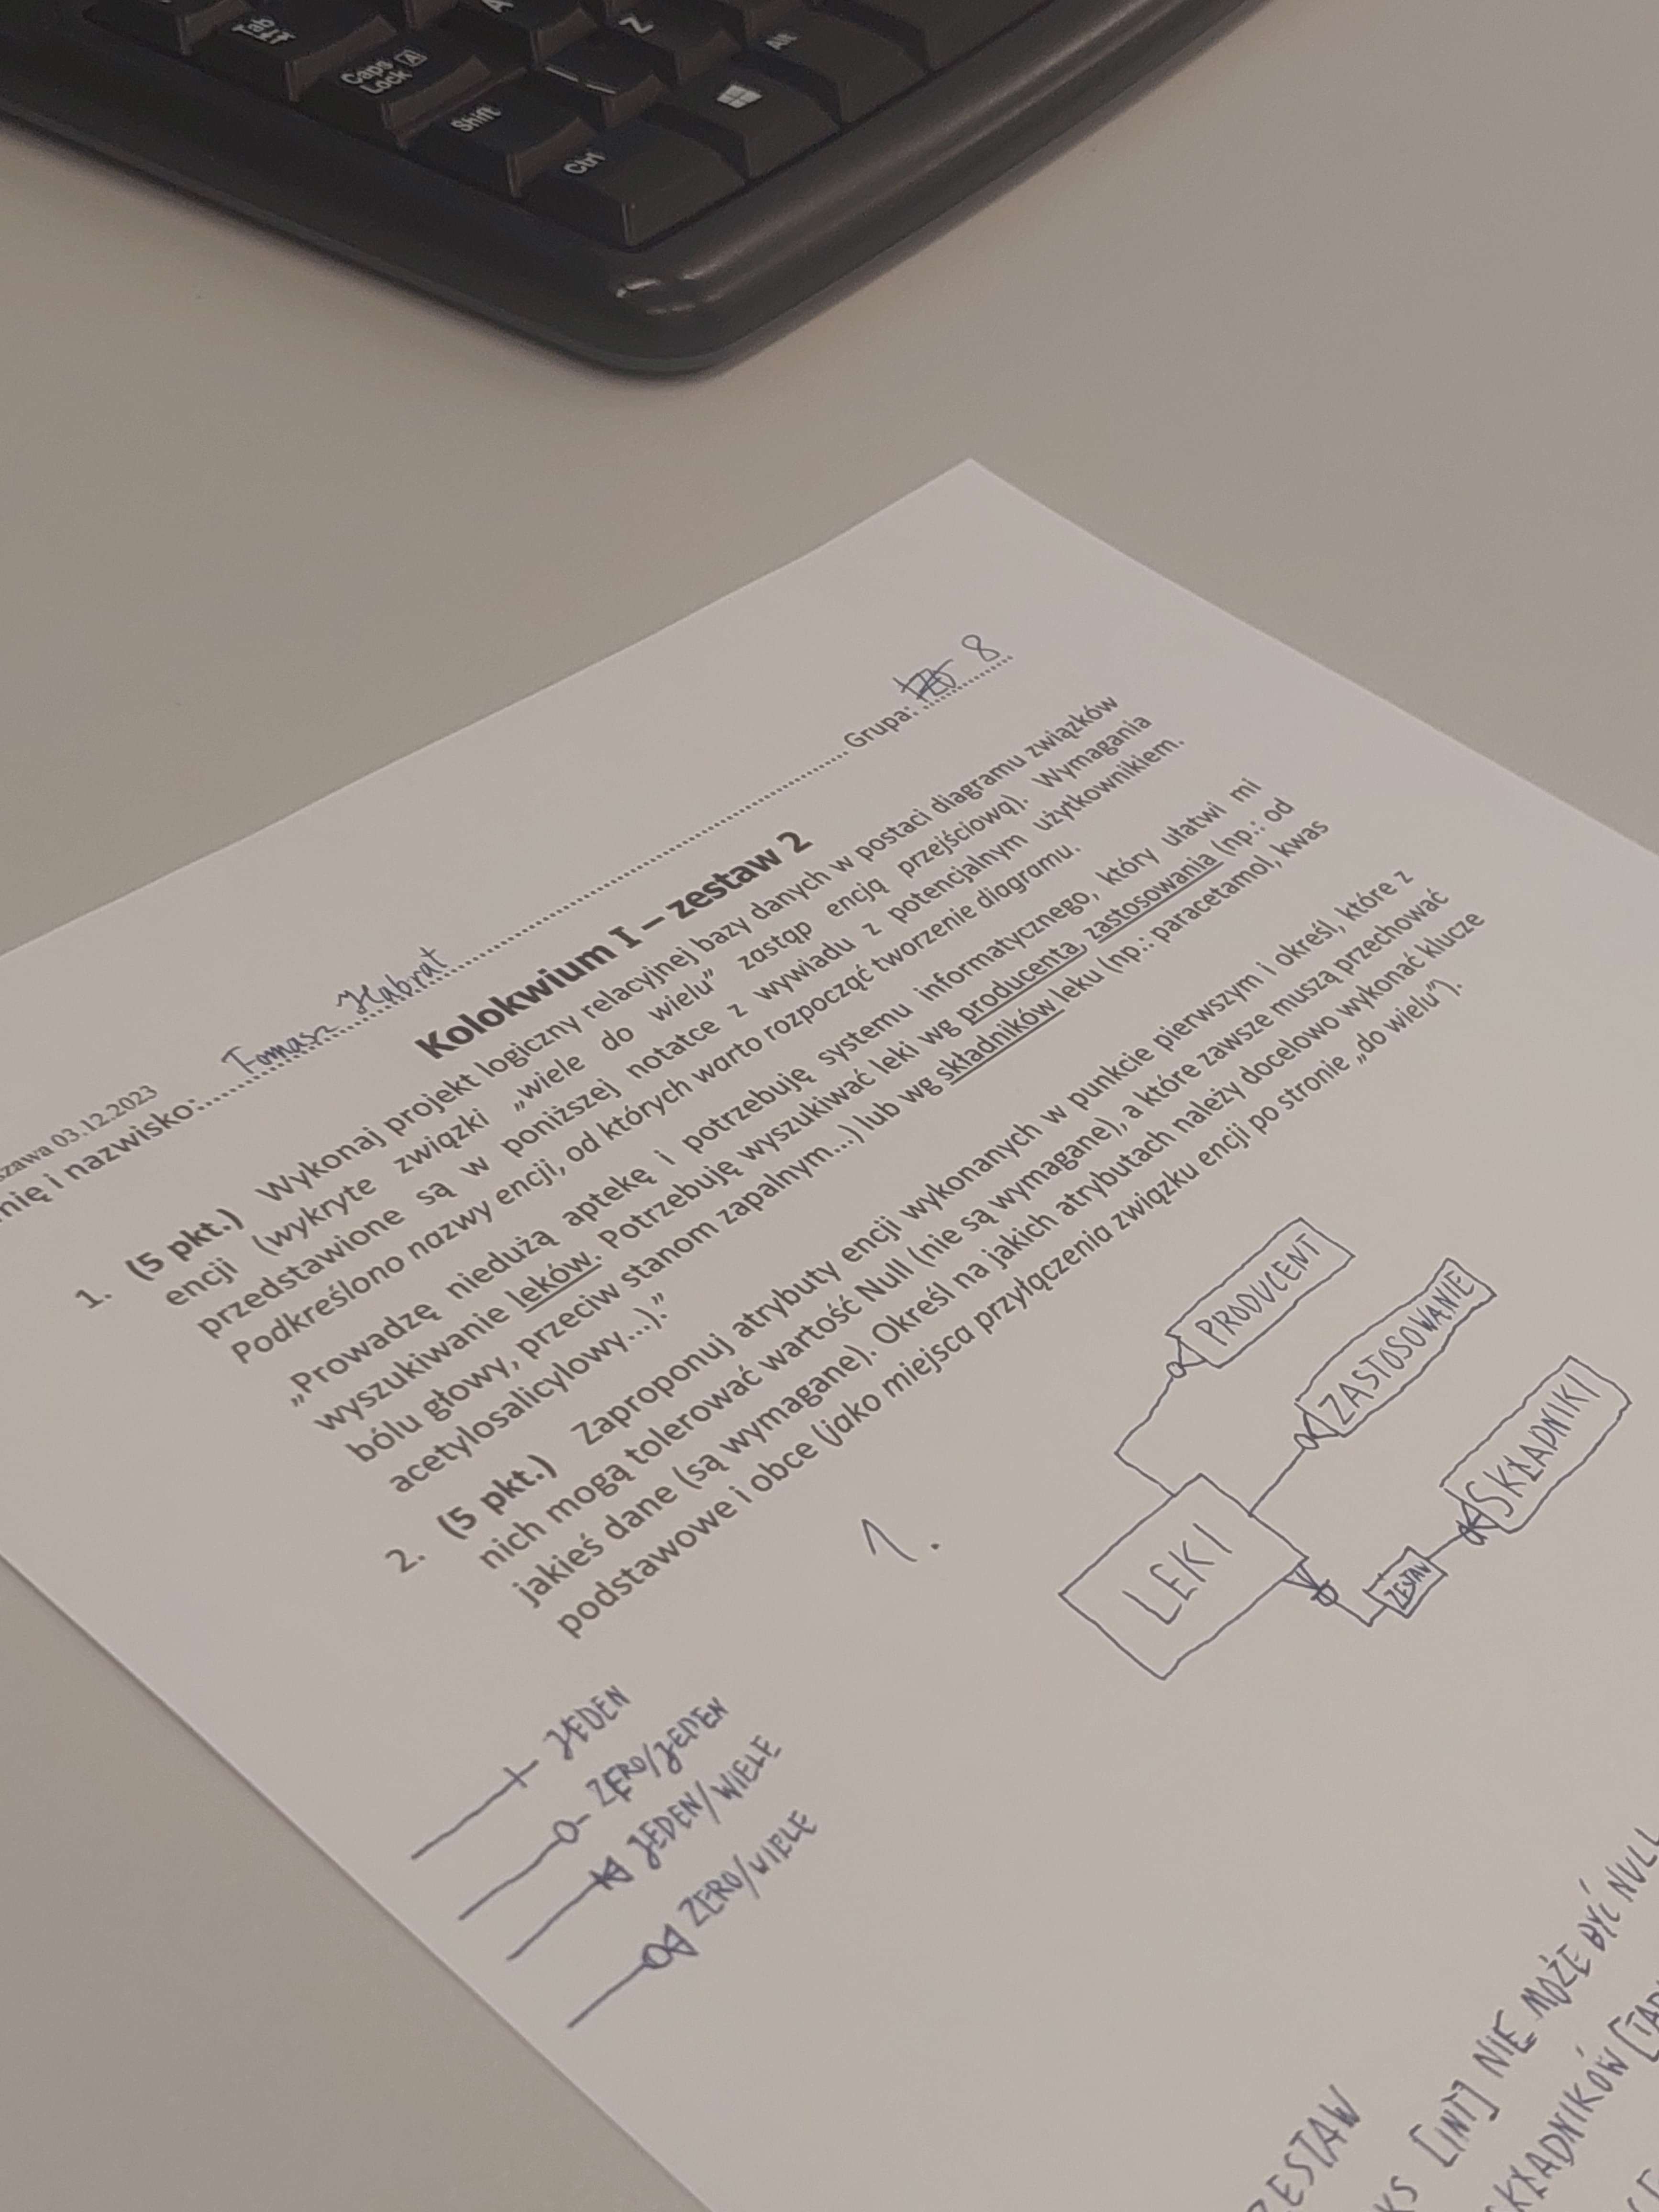 Tab
Caps Lock A
A
Shift
Z
Ctrl
Alt
szawa 03.12.2023
nię i nazwisko: Tomasz Habrat Grupa: 8
Kolokwium I – zestaw 2
1. (5 pkt.) Wykonaj projekt logiczny relacyjnej bazy danych w postaci diagramu związków
encji (wykryte związki „wiele do wielu” zastąp encją przejściową). Wymagania
przedstawione są w poniższej notatce z wywiadu z potencjalnym użytkownikiem.
Podkreślono nazwy encji, od których warto rozpocząć tworzenie diagramu.
„Prowadzę niedużą aptekę i potrzebuję systemu informatycznego, który ułatwi mi
wyszukiwanie leków. Potrzebuję wyszukiwać leki wg producenta, zastosowania (np.: od
bólu głowy, przeciw stanom zapalnym...) lub wg składników leku (np.: paracetamol, kwas
acetylosalicylowy...).”
2. (5 pkt.) Zaproponuj atrybuty encji wykonanych w punkcie pierwszym i określ, które z
nich mogą tolerować wartość Null (nie są wymagane), a które zawsze muszą przechować
jakieś dane (są wymagane). Określ na jakich atrybutach należy docelowo wykonać klucze
podstawowe i obce (jako miejsca przyłączenia związku encji po stronie „do wielu”).
1.
PRODUCENT
ZASTOSOWANIE
LEKI
ZESTAW
SKŁADNIKI
JEDEN
ZERO/JEDEN
JEDEN/WIELE
ZERO/WIELE
ZESTAW
KS [INT] NIE MOŻE BYĆ NULL
SKŁADNIKÓW